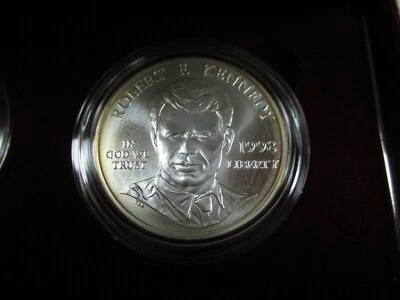 ROBERT F. KENNEDY
IN
GOD WE
TRUST
1998
LIBERTY